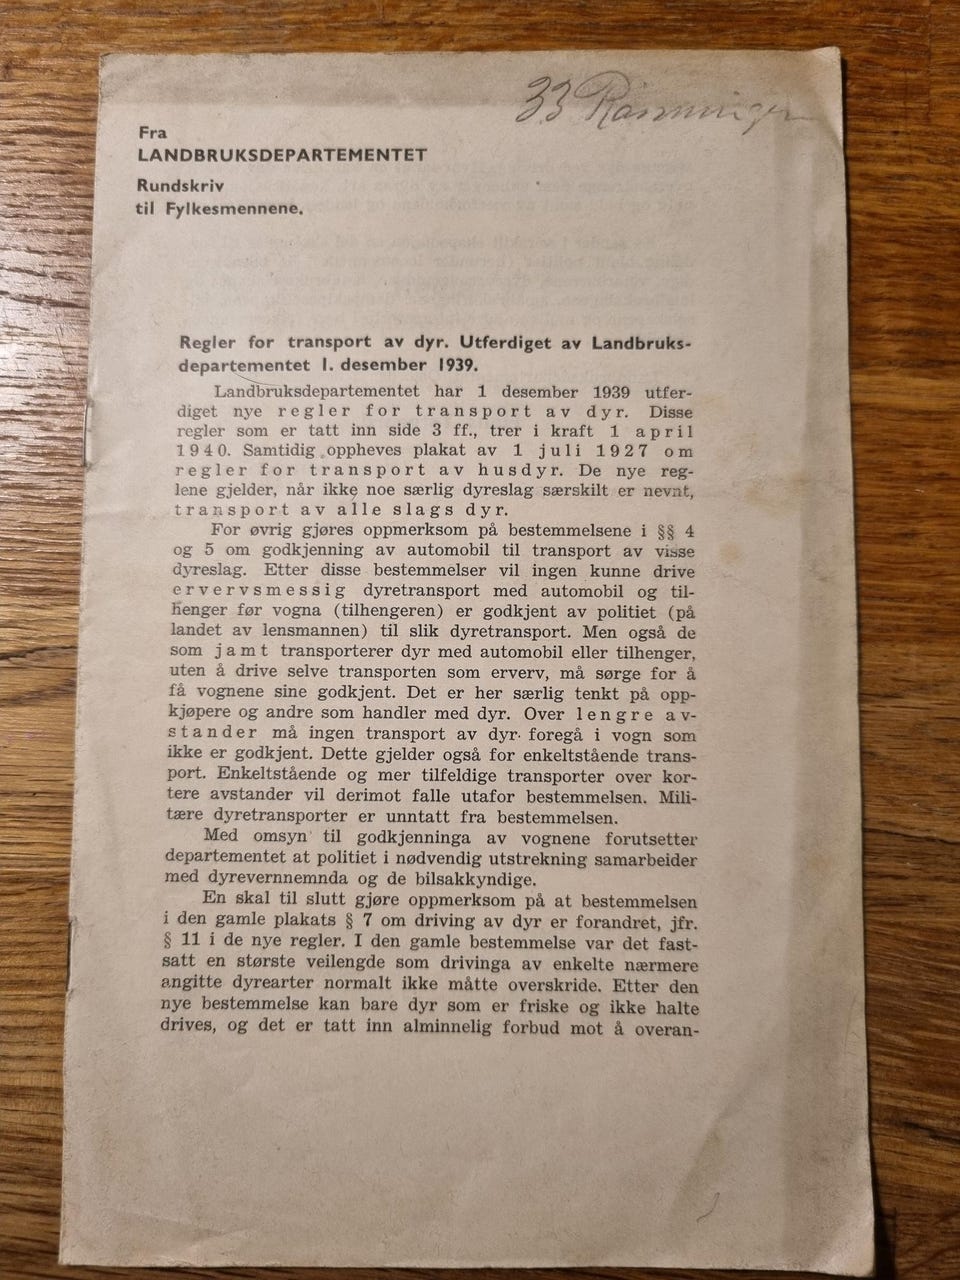 33
Fra
LANDBRUKSDEPARTEMENTET
Rundskriv
til Fylkesmennene.
Regler for transport av dyr. Utferdiget av Landbruks-
departementet 1. desember 1939.
Landbruksdepartementet har 1 desember 1939 utfer-
diget nye regler for transport av dyr. Disse
regler som er tatt inn side 3 ff., trer i kraft 1 april
1940. Samtidig oppheves plakat av 1 juli 1927 om
regler for transport av husdyr. De nye reg-
lene gjelder, når ikke noe særlig dyreslag særskilt er nevnt,
transport av alle slags dyr.
For øvrig gjøres oppmerksom på bestemmelsene i §§ 4
og 5 om godkjenning av automobil til transport av visse
dyreslag. Etter disse bestemmelser vil ingen kunne drive
ervervsmessig dyretransport med automobil og til-
henger før vogna (tilhengeren) er godkjent av politiet (på
landet av lensmannen) til slik dyretransport. Men også de
som jamt transporterer dyr med automobil eller tilhenger,
uten å drive selve transporten som erverv, må sørge for å
få vognene sine godkjent. Det er her særlig tenkt på opp-
kjøpere og andre som handler med dyr. Over lengre av-
stander må ingen transport av dyr foregå i vogn som
ikke er godkjent. Dette gjelder også for enkeltstående trans-
port. Enkeltstående og mer tilfeldige transporter over kor-
tere avstander vil derimot falle utafor bestemmelsen. Mili-
tære dyretransporter er unntatt fra bestemmelsen.
Med omsyn til godkjenninga av vognene forutsetter
departementet at politiet i nødvendig utstrekning samarbeider
med dyrevernnemnda og de bilsakkyndige.
En skal til slutt gjøre oppmerksom på at bestemmelsen
i den gamle plakats § 7 om driving av dyr er forandret, jfr.
§ 11 i de nye regler. I den gamle bestemmelse var det fast-
satt en største veilengde som drivinga av enkelte nærmere
angitte dyrearter normalt ikke måtte overskride. Etter den
nye bestemmelse kan bare dyr som er friske og ikke halte
drives, og det er tatt inn alminnelig forbud mot å overan-